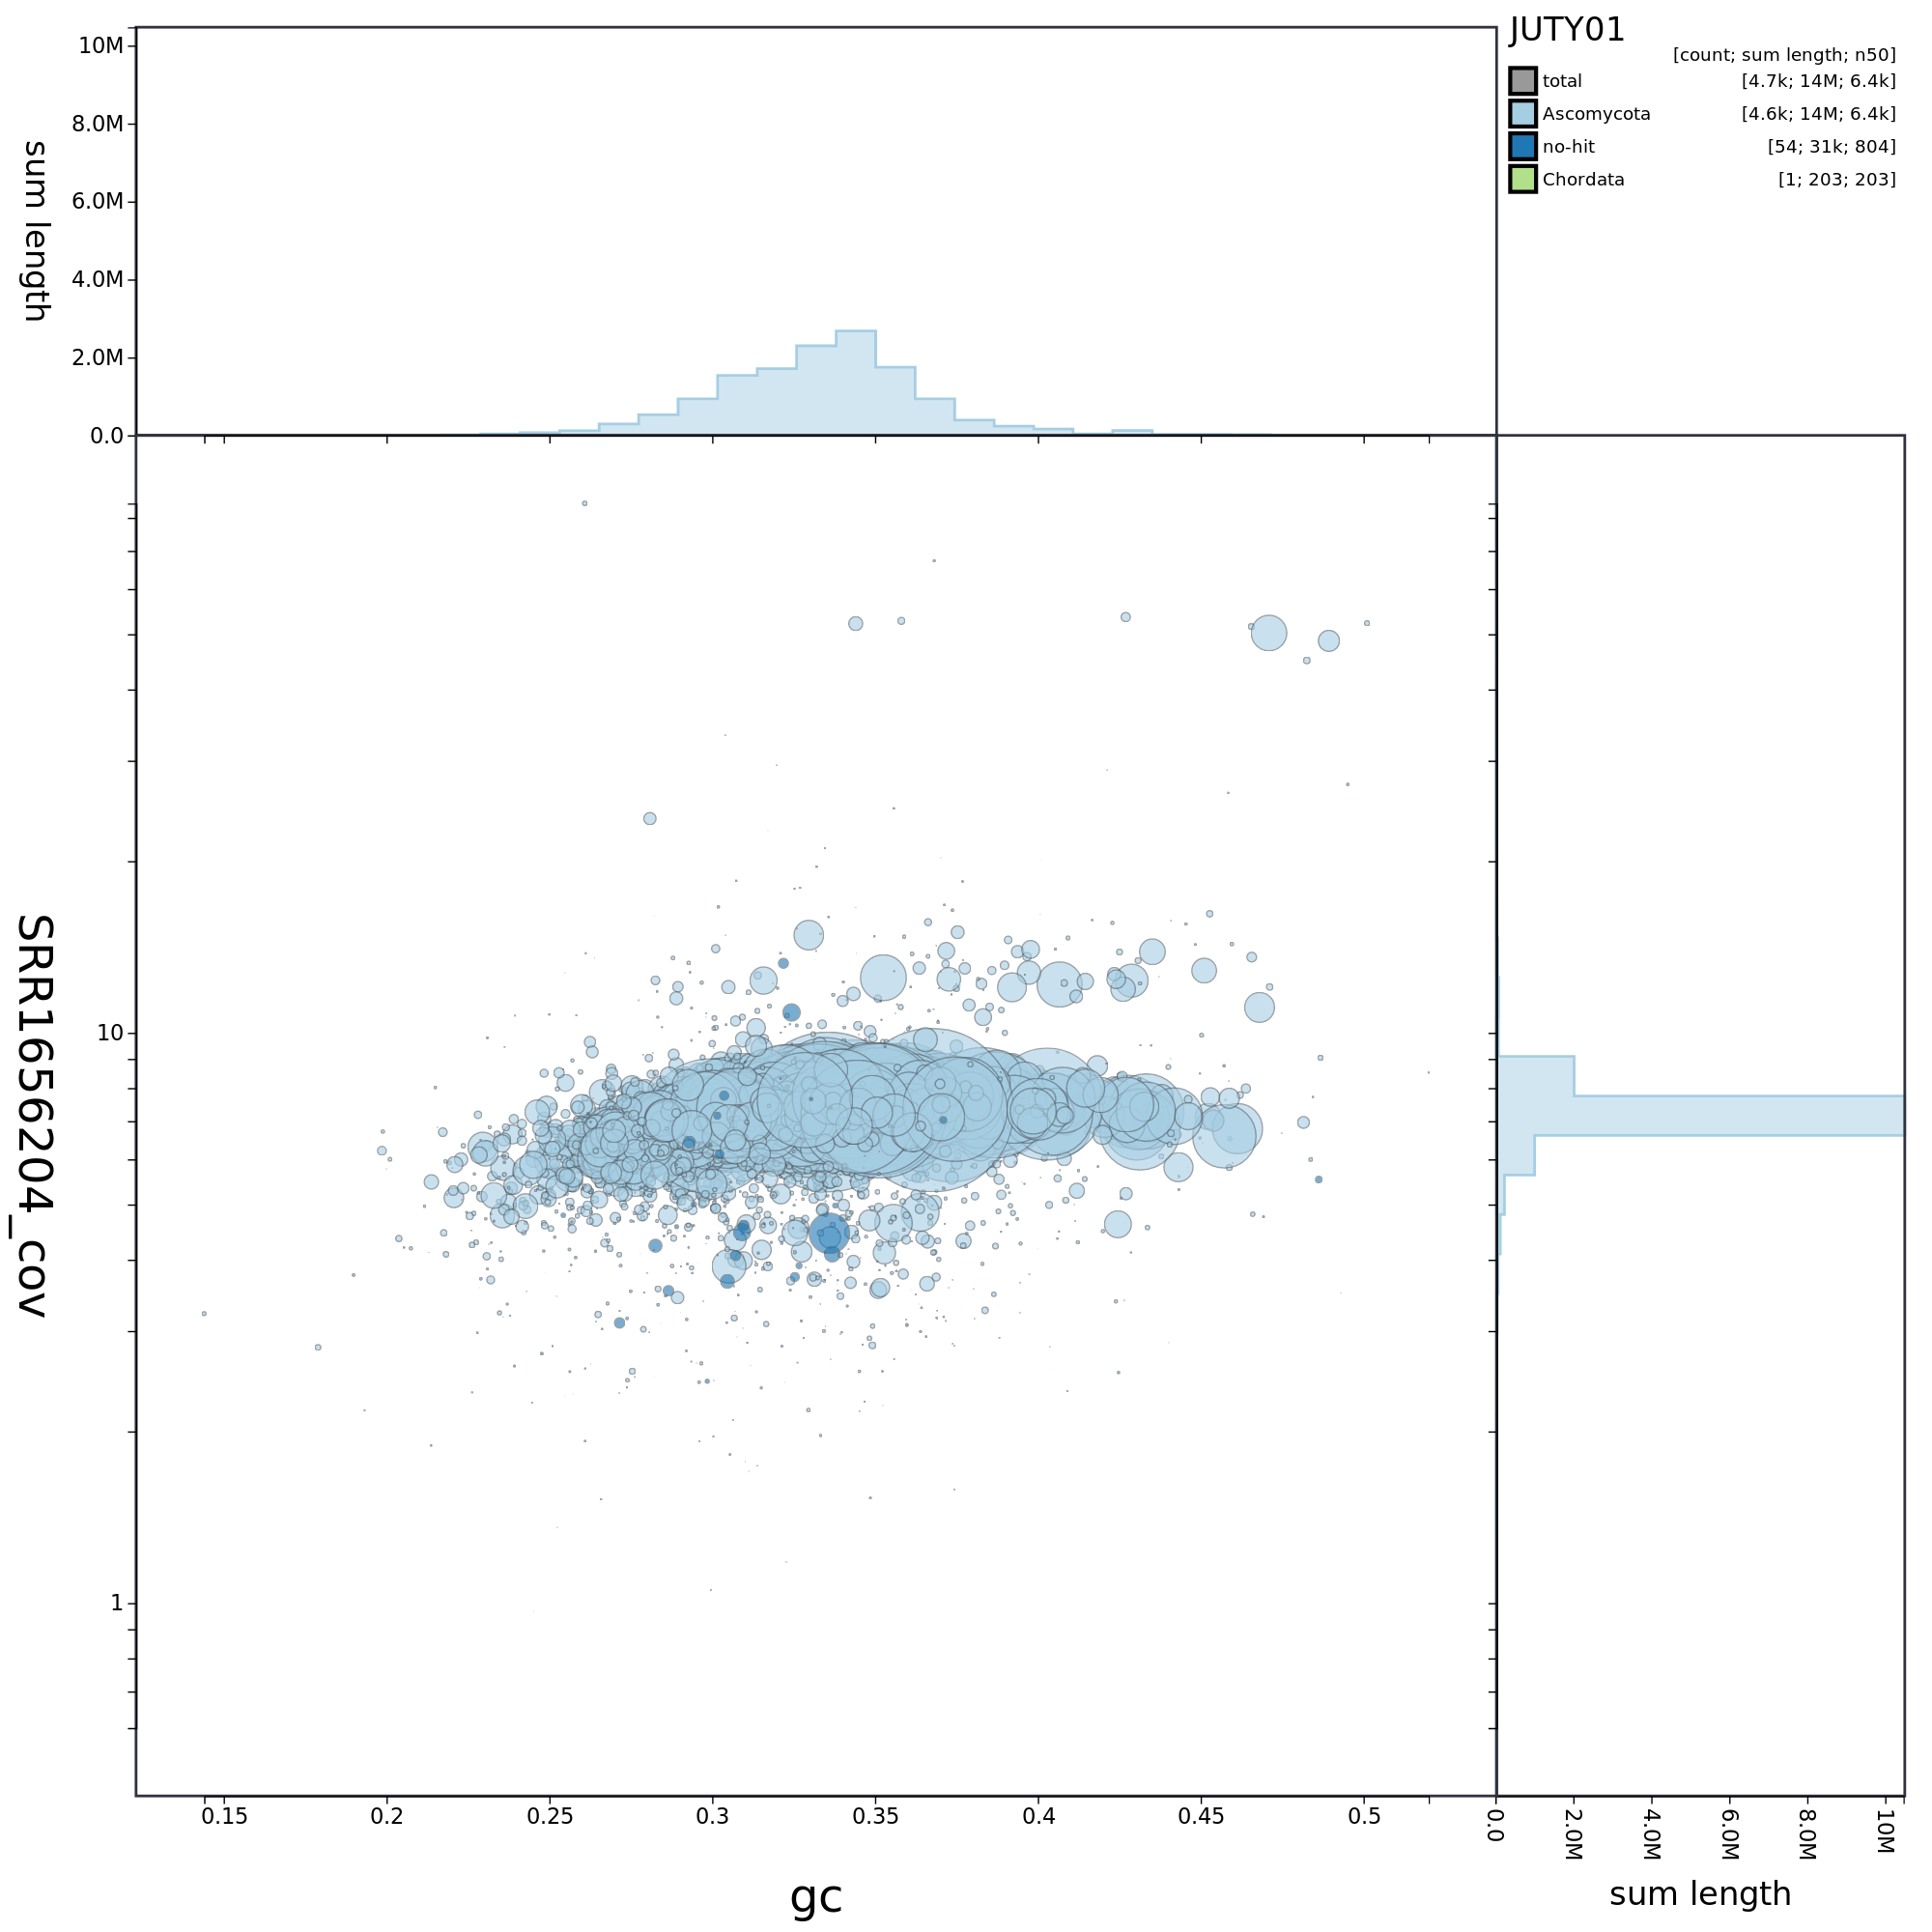 JUTY01
[count; sum length; n50]
total [4.7k; 14M; 6.4k]
Ascomycota [4.6k; 14M; 6.4k]
no-hit [54; 31k; 804]
Chordata [1; 203; 203]
sum length
10M
8.0M
6.0M
4.0M
2.0M
0.0
SRR1656204_cov
10
1
0.15 0.2 0.25 0.3 0.35 0.4 0.45 0.5
gc
0.0 2.0M 4.0M 6.0M 8.0M 10M
sum length